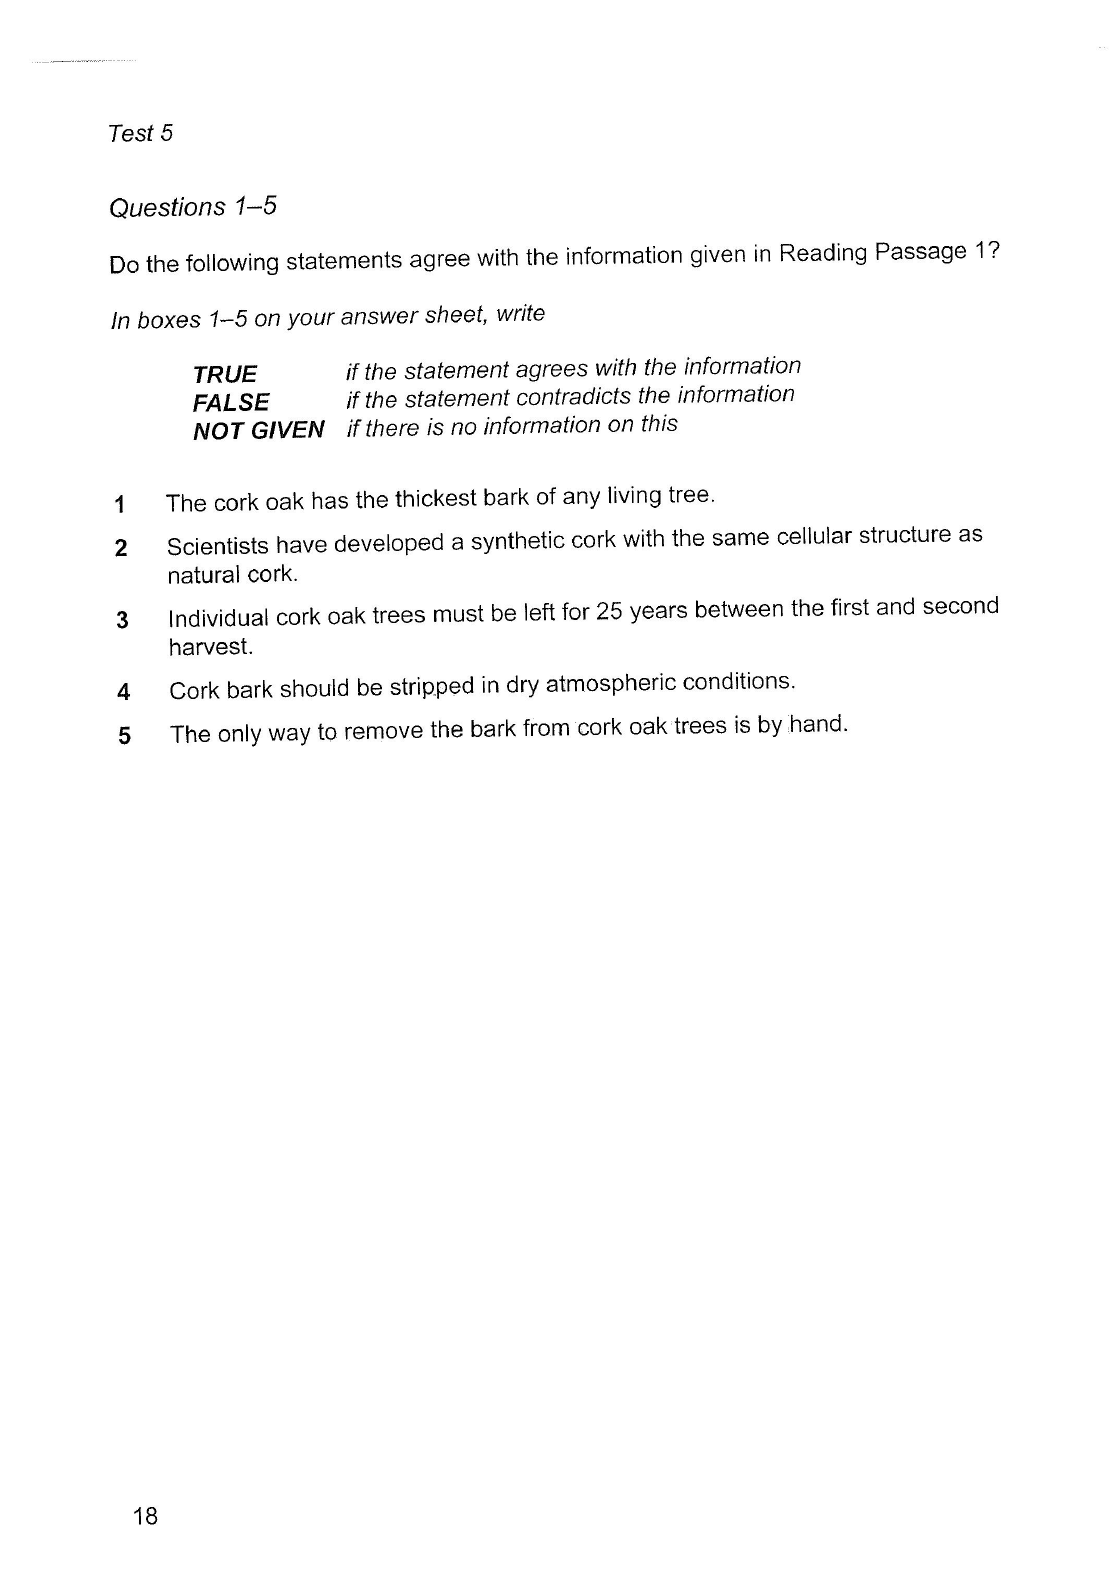 Test 5
Questions 1–5
Do the following statements agree with the information given in Reading Passage 1?
In boxes 1–5 on your answer sheet, write
TRUE if the statement agrees with the information
FALSE if the statement contradicts the information
NOT GIVEN if there is no information on this
1 The cork oak has the thickest bark of any living tree.
2 Scientists have developed a synthetic cork with the same cellular structure as
natural cork.
3 Individual cork oak trees must be left for 25 years between the first and second
harvest.
4 Cork bark should be stripped in dry atmospheric conditions.
5 The only way to remove the bark from cork oak trees is by hand.
18